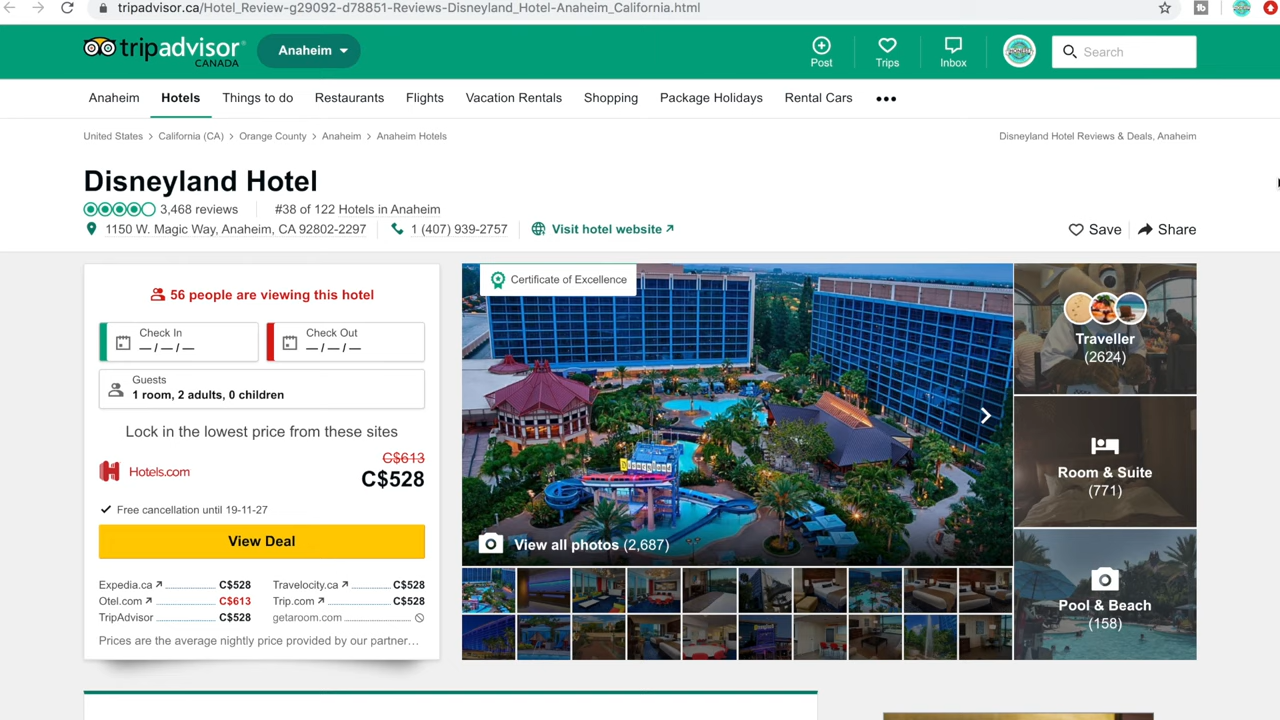 tripadvisor.ca/Hotel_Review-g29092-d78851-Reviews-Disneyland_Hotel-Anaheim_California.html
tripadvisor
CANADA
Anaheim
Post
Trips
Inbox
Search
Anaheim Hotels Things to do Restaurants Flights Vacation Rentals Shopping Package Holidays Rental Cars •••
United States > California (CA) > Orange County > Anaheim > Anaheim Hotels
Disneyland Hotel Reviews & Deals, Anaheim
Disneyland Hotel
3,468 reviews
#38 of 122 Hotels in Anaheim
1150 W. Magic Way, Anaheim, CA 92802-2297
1 (407) 939-2757
Visit hotel website
Save
Share
56 people are viewing this hotel
Check In
— / — / —
Check Out
— / — / —
Guests
1 room, 2 adults, 0 children
Lock in the lowest price from these sites
Hotels.com
C$613
C$528
Free cancellation until 19-11-27
View Deal
Expedia.ca C$528
Travelocity.ca C$528
Otel.com C$613
Trip.com C$528
TripAdvisor C$528
getaroom.com
Prices are the average nightly price provided by our partner…
Certificate of Excellence
Disneyland
View all photos (2,687)
Traveller
(2624)
Room & Suite
(771)
Pool & Beach
(158)